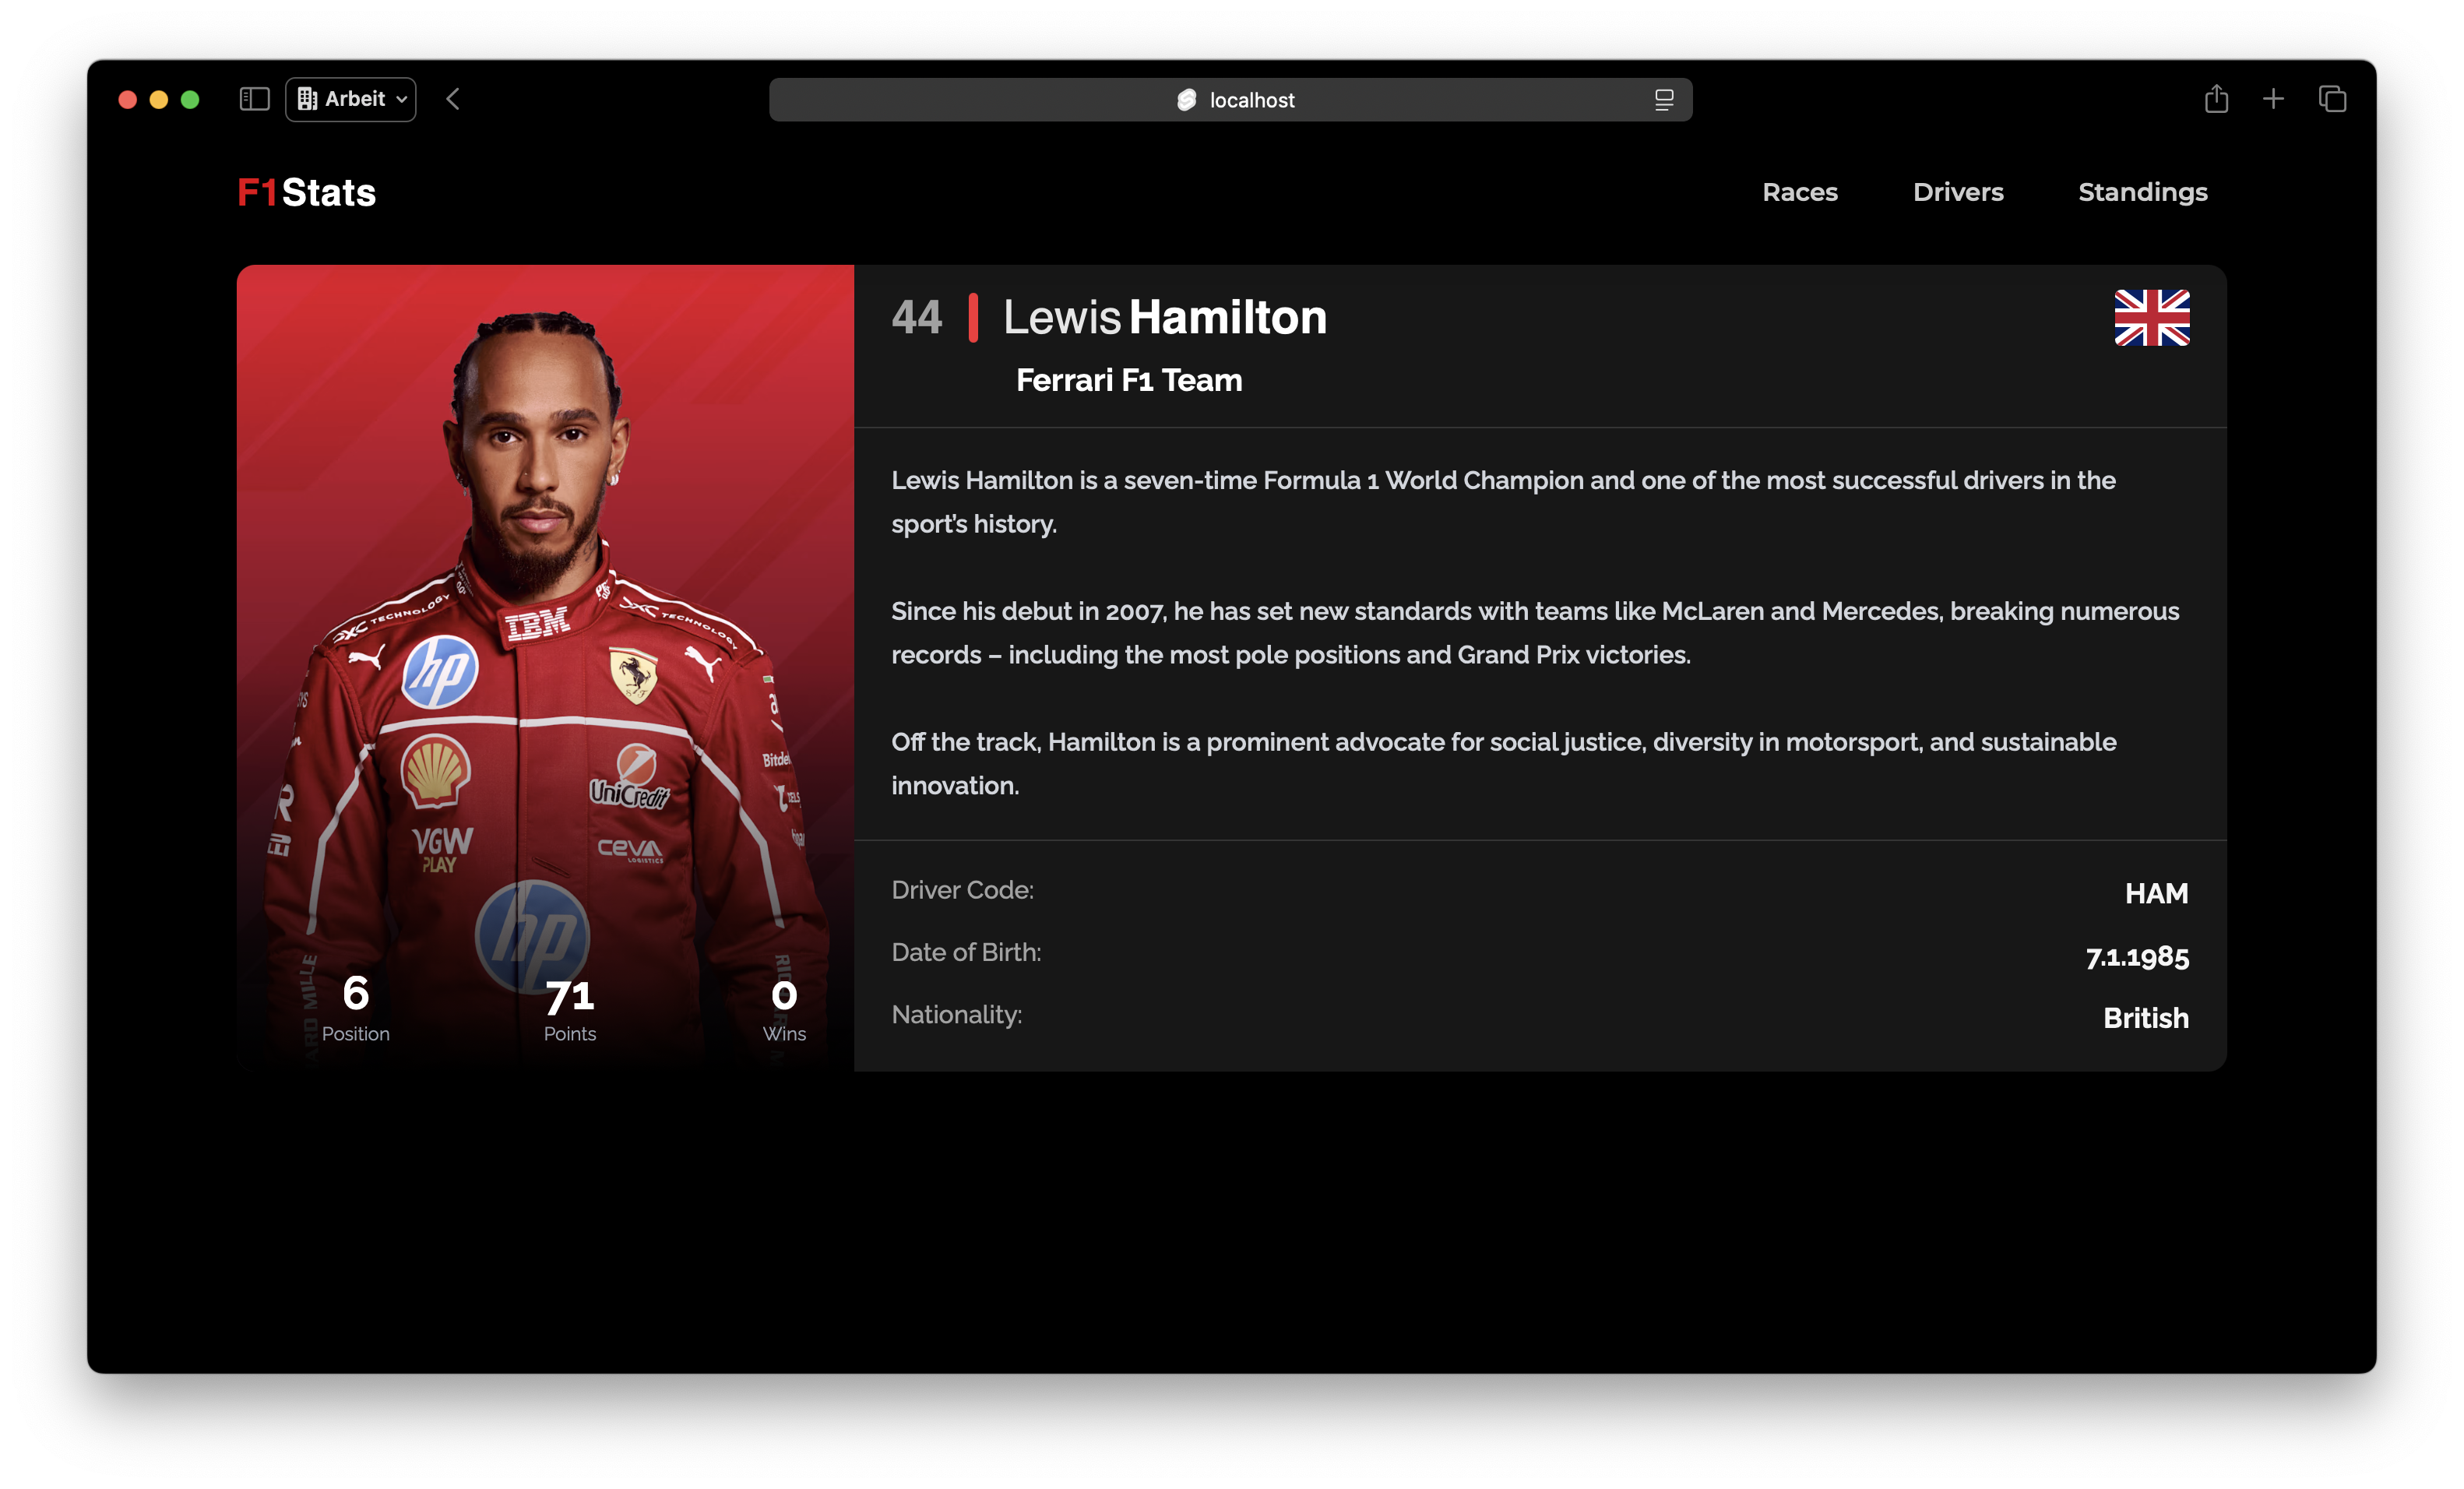 Arbeit
localhost
F1Stats
Races Drivers Standings
44 Lewis Hamilton
Ferrari F1 Team
Lewis Hamilton is a seven-time Formula 1 World Champion and one of the most successful drivers in the
sport's history.
Since his debut in 2007, he has set new standards with teams like McLaren and Mercedes, breaking numerous
records – including the most pole positions and Grand Prix victories.
Off the track, Hamilton is a prominent advocate for social justice, diversity in motorsport, and sustainable
innovation.
Driver Code: HAM
Date of Birth: 7.1.1985
Nationality: British
DXC TECHNOLOGY
IBM
DXC TECHNOLOGY
hp
UniCredit
VGW
PLAY
ceva
LOGISTICS
hp
6 71 0
Position Points Wins